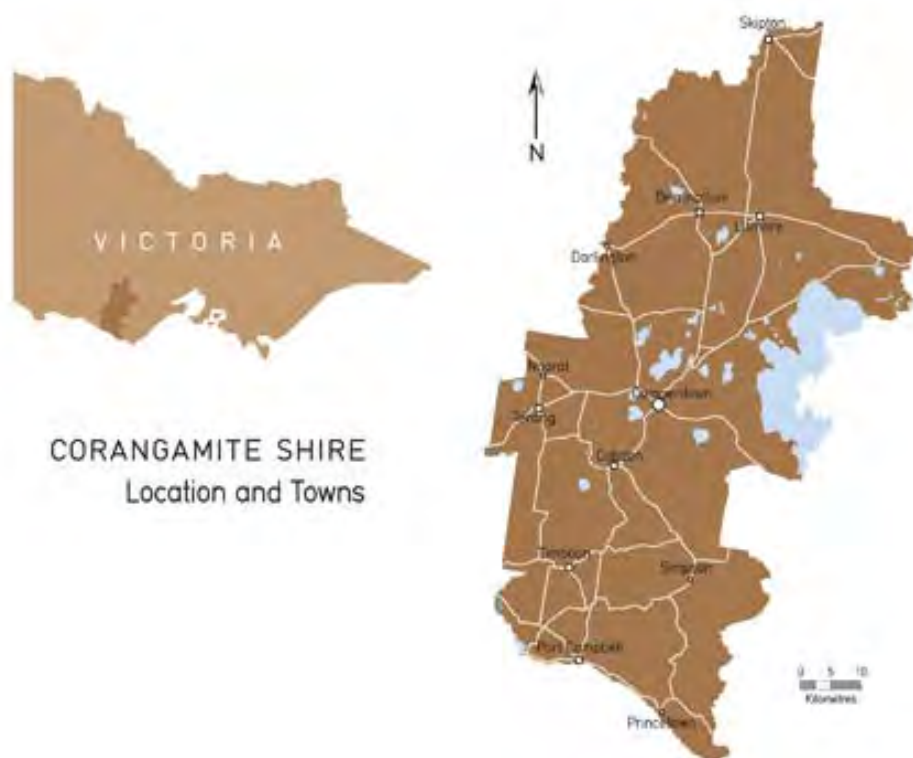 VICTORIA
CORANGAMITE SHIRE
Location and Towns
N
Skipton
Derrinallum
Lismore
Darlington
Noorat
Terang
Camperdown
Cobden
Timboon
Simpson
Port Campbell
Princetown
0 5 10
Kilometres